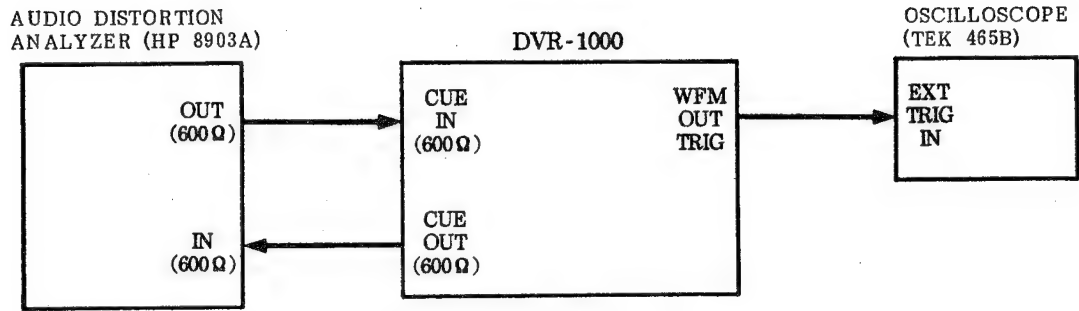 AUDIO DISTORTION
ANALYZER (HP 8903A)
OUT
(600Ω)
IN
(600Ω)
DVR-1000
CUE
IN
(600Ω)
CUE
OUT
(600Ω)
WFM
OUT
TRIG
OSCILLOSCOPE
(TEK 465B)
EXT
TRIG
IN